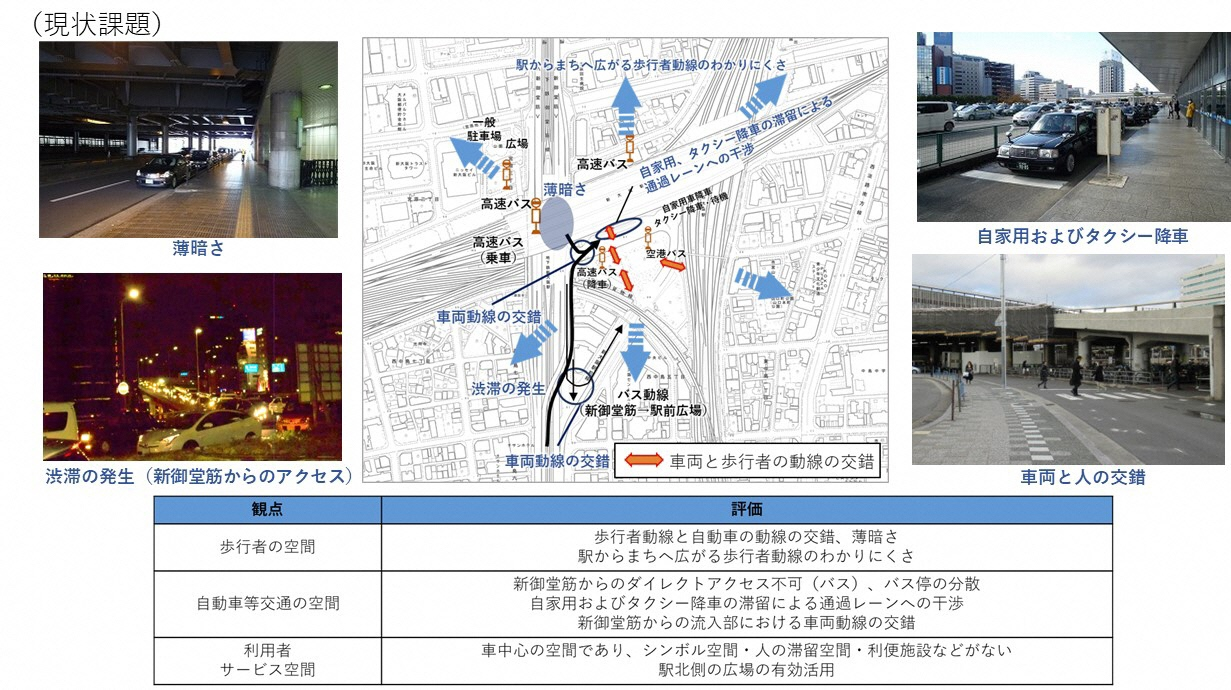 （現状課題）
薄暗さ
渋滞の発生（新御堂筋からのアクセス）
駅からまちへ広がる歩行者動線のわかりにくさ
一般
駐車場
広場
高速バス
自家用、タクシー降車の滞留による
通過レーンへの干渉
薄暗さ
高速バス
自家用車降車
タクシー降車・待機
高速バス
（乗車）
空港バス
高速バス
（降車）
車両動線の交錯
渋滞の発生
バス動線
（新御堂筋→駅前広場）
車両動線の交錯
車両と歩行者の動線の交錯
自家用およびタクシー降車
車両と人の交錯
観点
評価
歩行者の空間
歩行者動線と自動車の動線の交錯、薄暗さ
駅からまちへ広がる歩行者動線のわかりにくさ
自動車等交通の空間
新御堂筋からのダイレクトアクセス不可（バス）、バス停の分散
自家用およびタクシー降車の滞留による通過レーンへの干渉
新御堂筋からの流入部における車両動線の交錯
利用者
サービス空間
車中心の空間であり、シンボル空間・人の滞留空間・利便施設などがない
駅北側の広場の有効活用